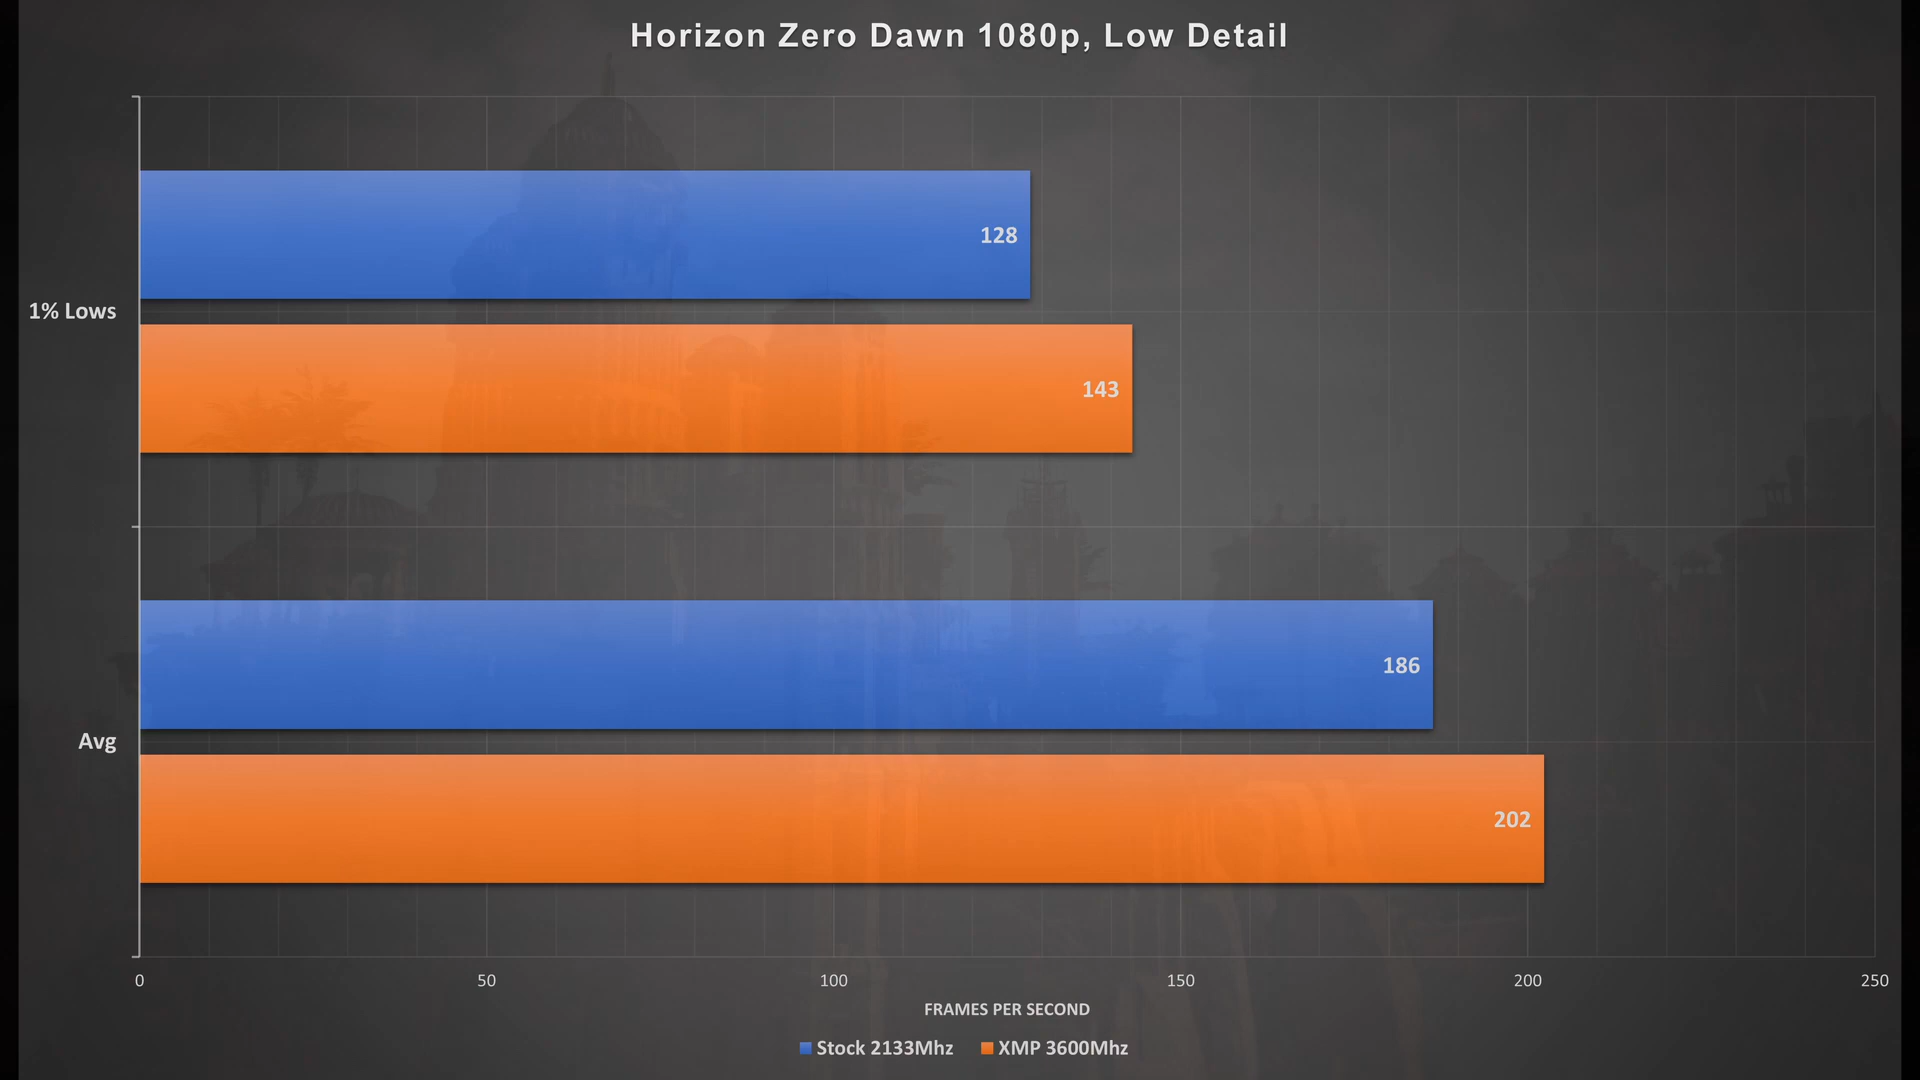 Horizon Zero Dawn 1080p, Low Detail
128
1% Lows
143
186
Avg
202
0 50 100 150 200 250
FRAMES PER SECOND
Stock 2133Mhz XMP 3600Mhz